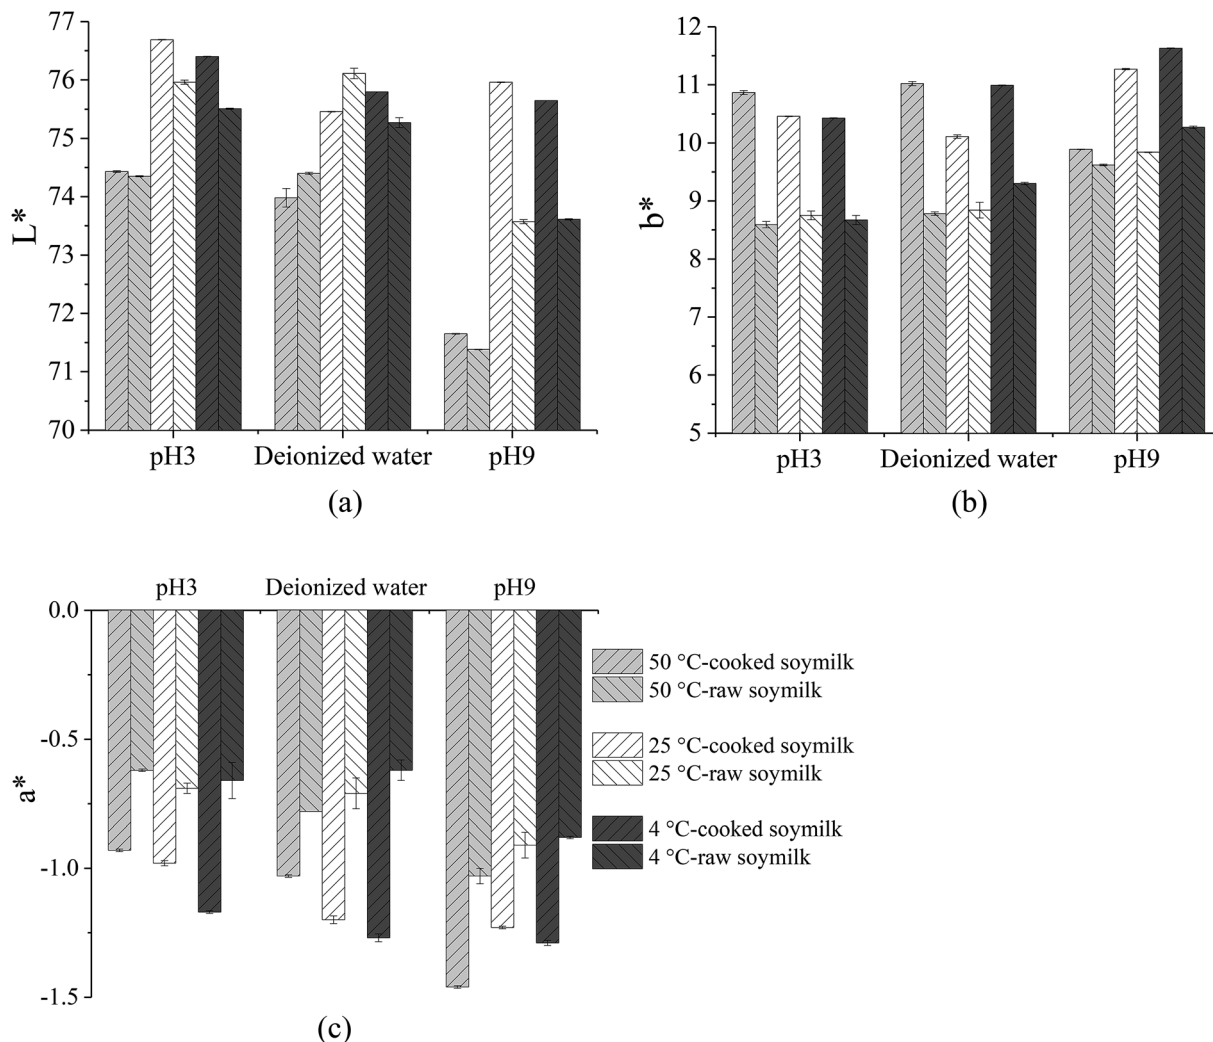 77
76
75
74
73
72
71
70
L*
pH3 Deionized water pH9
(a)
12
11
10
9
8
7
6
5
b*
pH3 Deionized water pH9
(b)
pH3 Deionized water pH9
0.0
-0.5
-1.0
-1.5
a*
50 °C-cooked soymilk
50 °C-raw soymilk
25 °C-cooked soymilk
25 °C-raw soymilk
4 °C-cooked soymilk
4 °C-raw soymilk
(c)